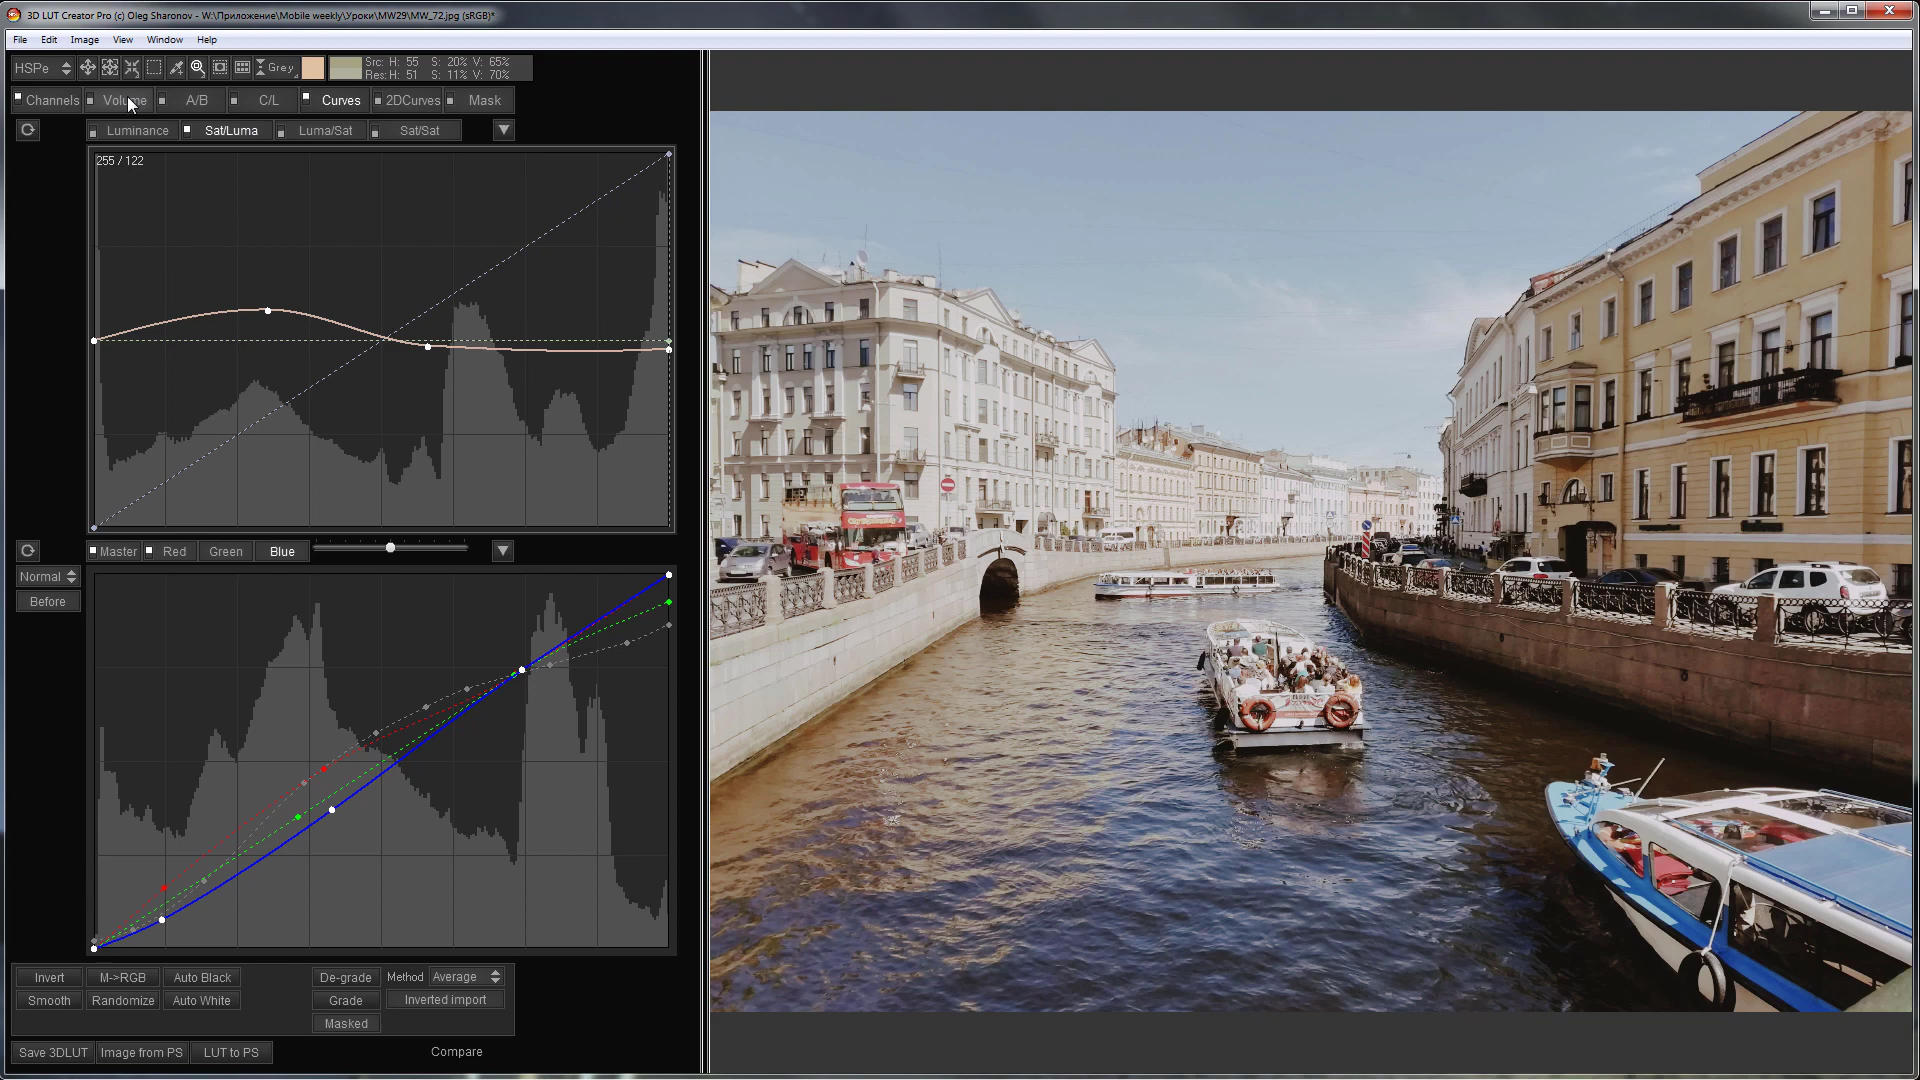 3D LUT Creator Pro (c) Oleg Sharonov - W:\Приложение\Mobile weekly\Уроки\MW29\MW_72.jpg (sRGB)*
File Edit Image View Window Help
HSPe Grey Src: H: 55 S: 20% V: 65%
Res: H: 51 S: 11% V: 70%
Channels Volume A/B C/L Curves 2DCurves Mask
Luminance Sat/Luma Luma/Sat Sat/Sat
255 / 122
Master Red Green Blue
Normal
Before
Invert M->RGB Auto Black De-grade Method Average
Smooth Randomize Auto White Grade Inverted import
Masked
Save 3DLUT Image from PS LUT to PS Compare